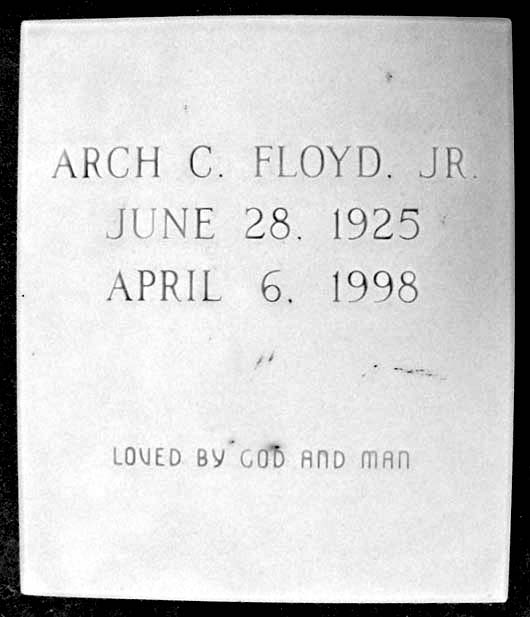 ARCH C. FLOYD, JR.
JUNE 28, 1925
APRIL 6, 1998
LOVED BY GOD AND MAN